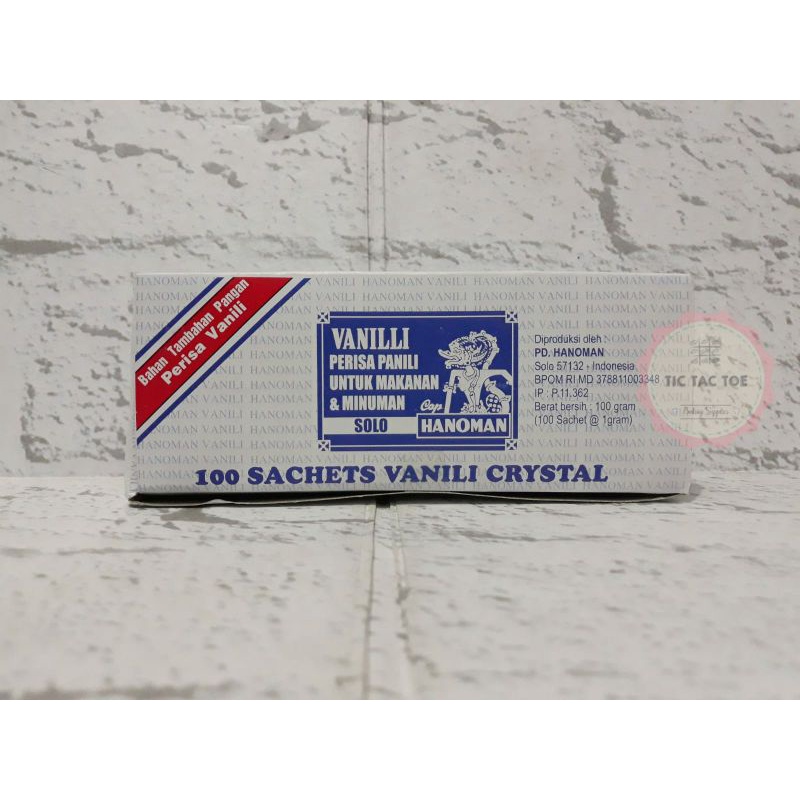 Bahan Tambahan Pangan
Perisa Vanili
VANILLI
PERISA PANILI
UNTUK MAKANAN
& MINUMAN
SOLO
Cap
HANOMAN
Diproduksi oleh :
PD. HANOMAN
Solo 57132 - Indonesia
BPOM RI MD 378811003348
IP : P.11.362
Berat bersih : 100 gram
(100 Sachet @ 1gram)
100 SACHETS VANILI CRYSTAL
TIC TAC TOE
Baking Supplies